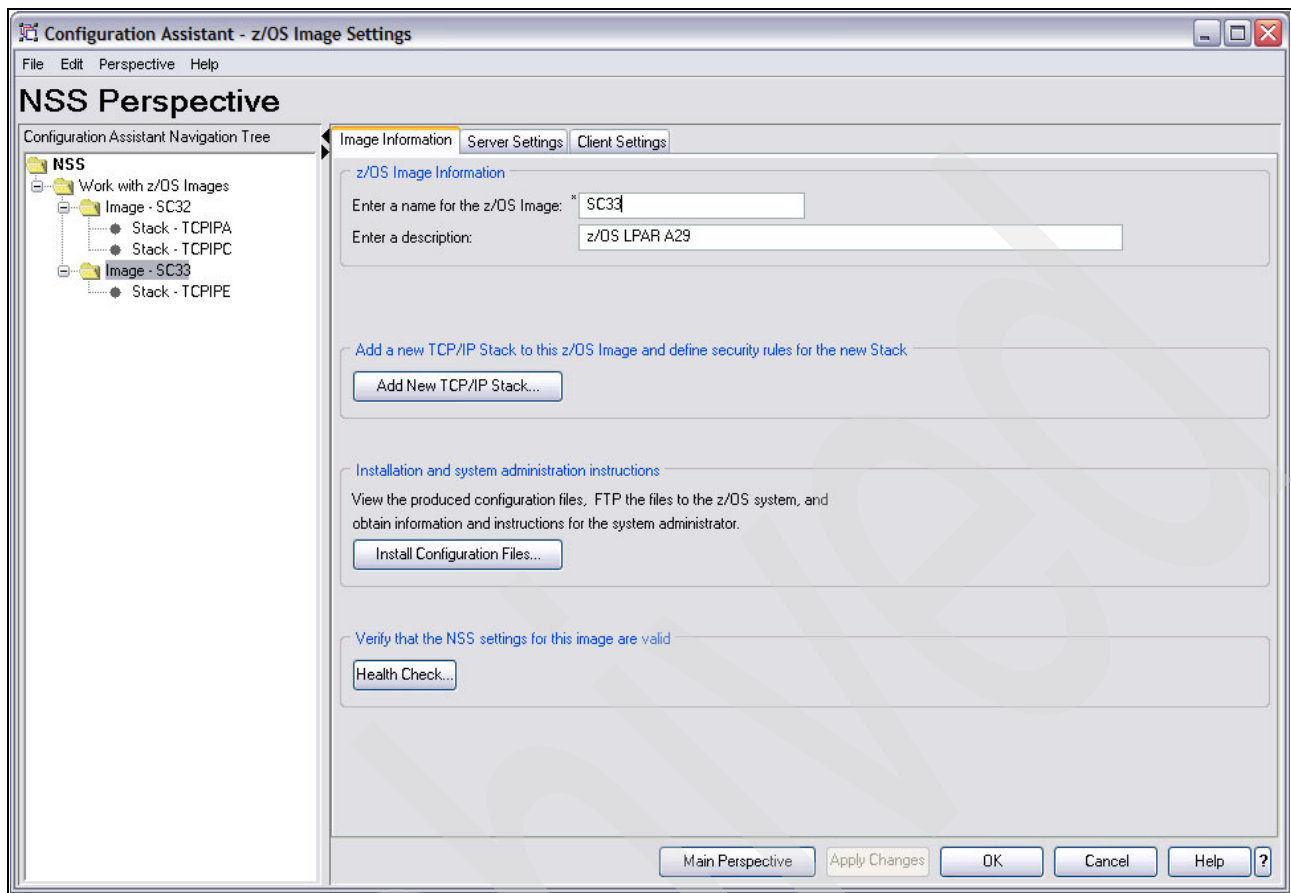 Configuration Assistant - z/OS Image Settings
File Edit Perspective Help
NSS Perspective
Configuration Assistant Navigation Tree
NSS
Work with z/OS Images
Image - SC32
Stack - TCPIPA
Stack - TCPIPC
Image - SC33
Stack - TCPIPE
Image Information Server Settings Client Settings
z/OS Image Information
Enter a name for the z/OS Image: * SC33
Enter a description: z/OS LPAR A29
Add a new TCP/IP Stack to this z/OS Image and define security rules for the new Stack
Add New TCP/IP Stack...
Installation and system administration instructions
View the produced configuration files, FTP the files to the z/OS system, and
obtain information and instructions for the system administrator.
Install Configuration Files...
Verify that the NSS settings for this image are valid
Health Check...
Main Perspective Apply Changes OK Cancel Help ?